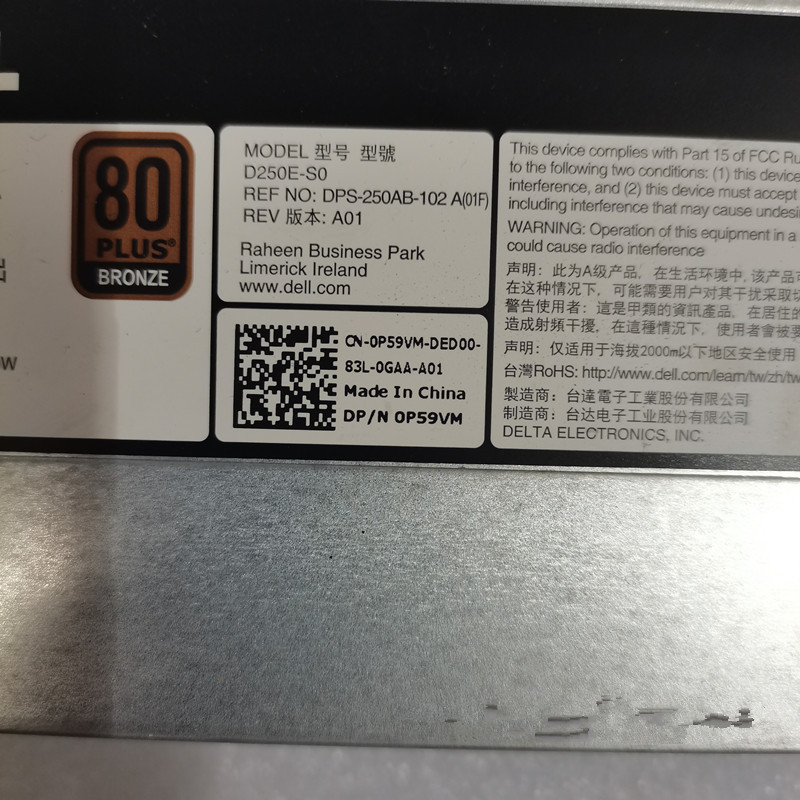 80
PLUS®
BRONZE
MODEL 型号 型號
D250E-S0
REF NO: DPS-250AB-102 A(01F)
REV 版本: A01
Raheen Business Park
Limerick Ireland
www.dell.com
CN-0P59VM-DED00-
83L-0GAA-A01
Made In China
DP/N 0P59VM
This device complies with Part 15 of FCC Ru
to the following two conditions: (1) this device
interference, and (2) this device must accept
including interference that may cause undesi
WARNING: Operation of this equipment in a
could cause radio interference
声明：此为A级产品，在生活环境中, 该产品可
在这种情况下，可能需要用户对其干扰采取切
警告使用者：這是甲類的資訊產品，在居住的
造成射頻干擾，在這種情況下，使用者會被要
声明：仅适用于海拔2000m以下地区安全使用
台灣RoHS: http://www.dell.com/learn/tw/zh/tw
製造商：台達電子工業股份有限公司
制造商：台达电子工业股份有限公司
DELTA ELECTRONICS, INC.